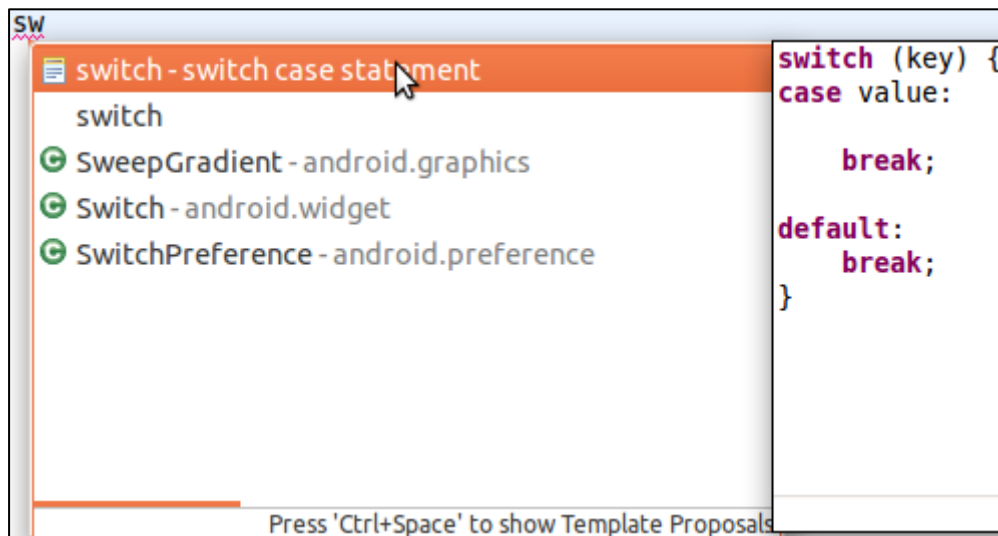 sw
switch - switch case statement
switch
SweepGradient - android.graphics
Switch - android.widget
SwitchPreference - android.preference
Press 'Ctrl+Space' to show Template Proposals
switch (key) {
case value:
break;
default:
break;
}